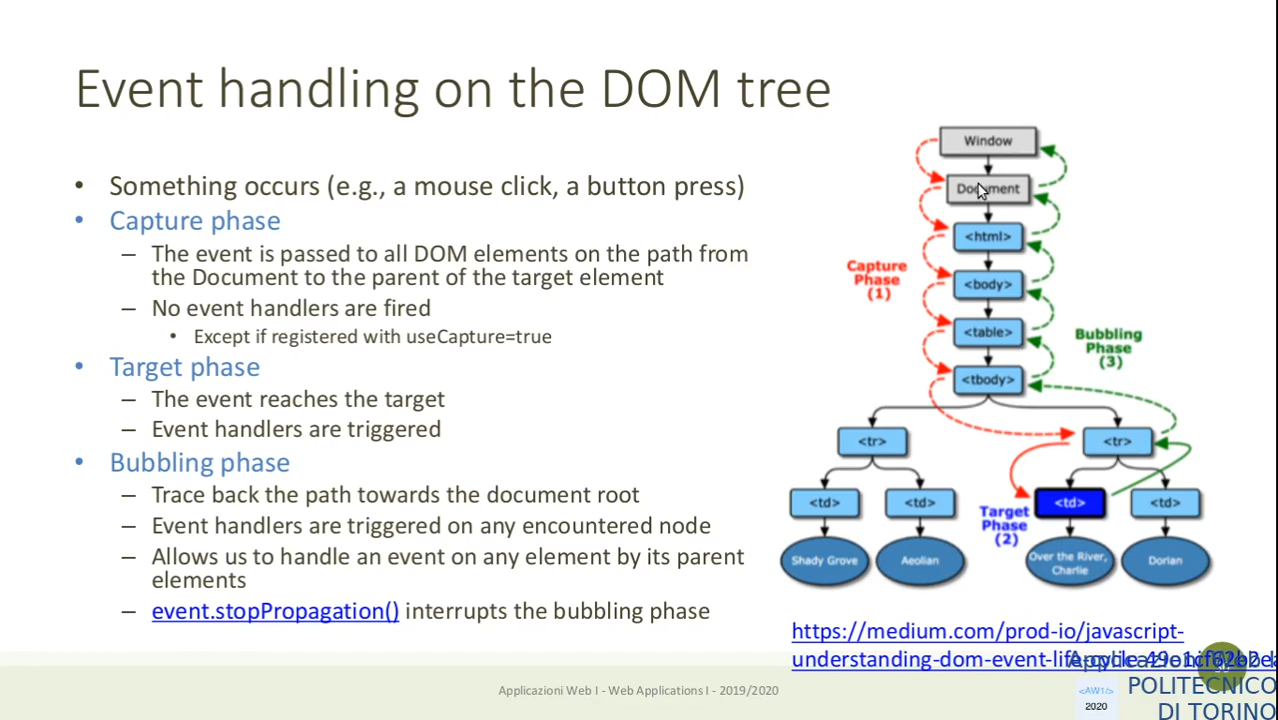 Event handling on the DOM tree
• Something occurs (e.g., a mouse click, a button press)
• Capture phase
– The event is passed to all DOM elements on the path from
the Document to the parent of the target element
– No event handlers are fired
• Except if registered with useCapture=true
• Target phase
– The event reaches the target
– Event handlers are triggered
• Bubbling phase
– Trace back the path towards the document root
– Event handlers are triggered on any encountered node
– Allows us to handle an event on any element by its parent
elements
– event.stopPropagation() interrupts the bubbling phase
Window
Document
<html>
<body>
<table>
<tbody>
<tr>
<tr>
<td>
<td>
<td>
<td>
Shady Grove
Aeolian
Over the River,
Charlie
Dorian
Capture
Phase
(1)
Target
Phase
(2)
Bubbling
Phase
(3)
https://medium.com/prod-io/javascript-
understanding-dom-event-life
Applicazioni Web I - Web Applications I - 2019/2020
<AW1/>
2020
POLITECNICO
DI TORINO